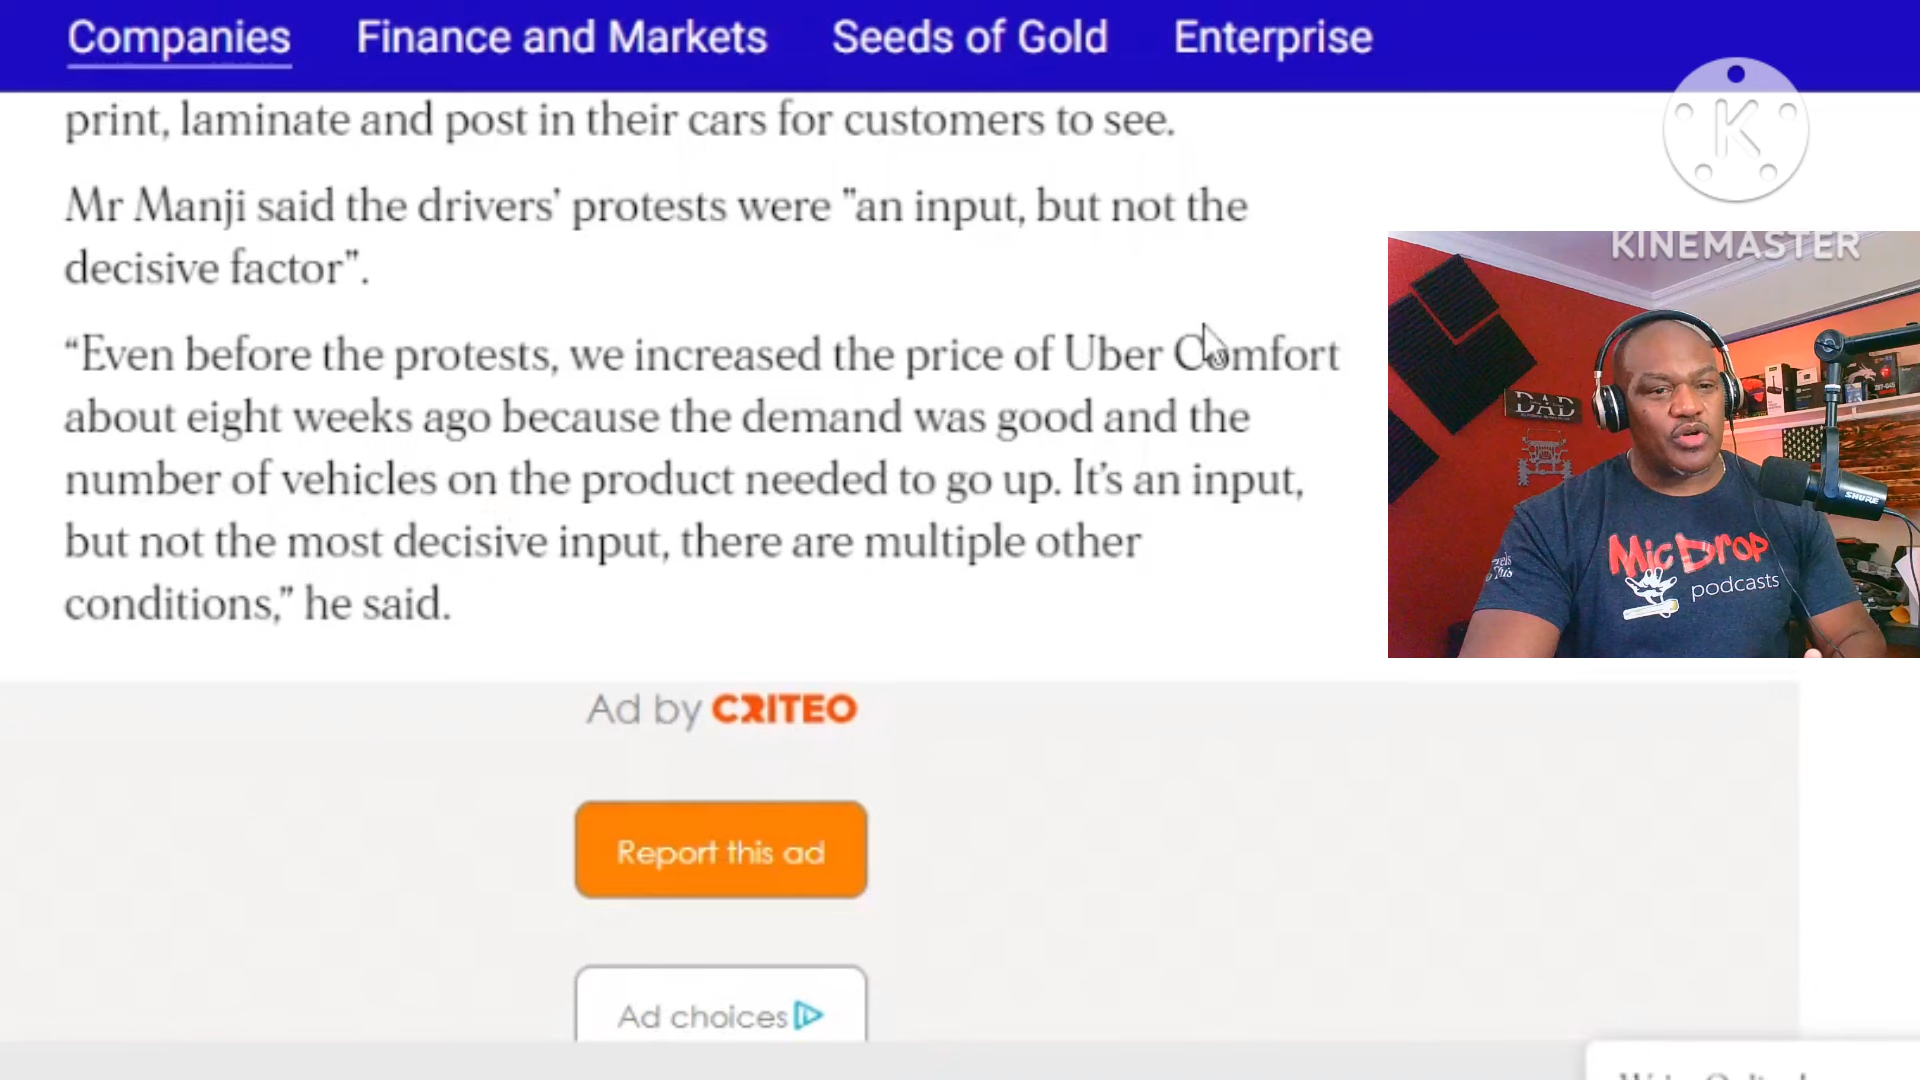 Companies Finance and Markets Seeds of Gold Enterprise
print, laminate and post in their cars for customers to see.
Mr Manji said the drivers’ protests were "an input, but not the
decisive factor".
“Even before the protests, we increased the price of Uber Comfort
about eight weeks ago because the demand was good and the
number of vehicles on the product needed to go up. It’s an input,
but not the most decisive input, there are multiple other
conditions,” he said.
K
KINEMASTER
DAD
SHURE
Mic Drop
podcasts
Ad by CRITEO
Report this ad
Ad choices